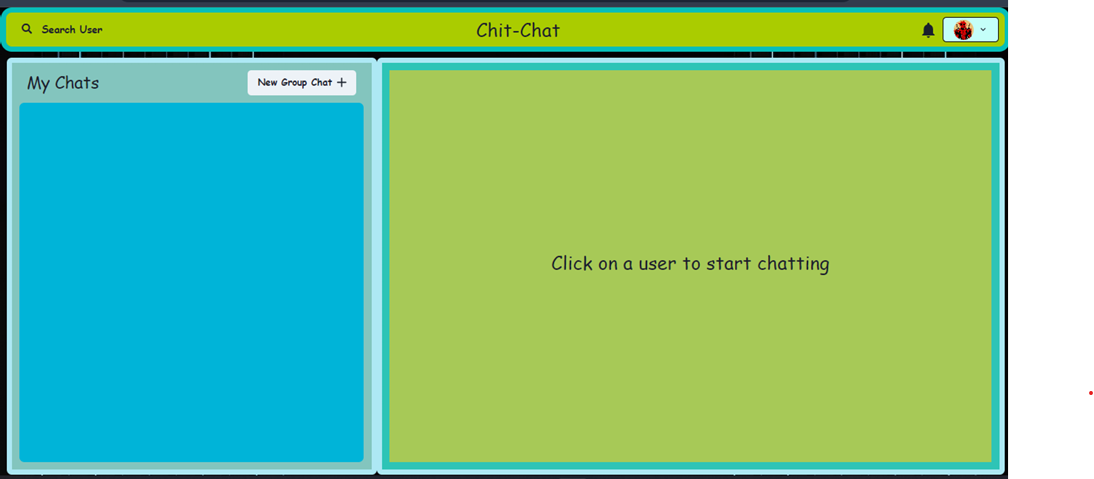 Search User
Chit-Chat
My Chats
New Group Chat +
Click on a user to start chatting